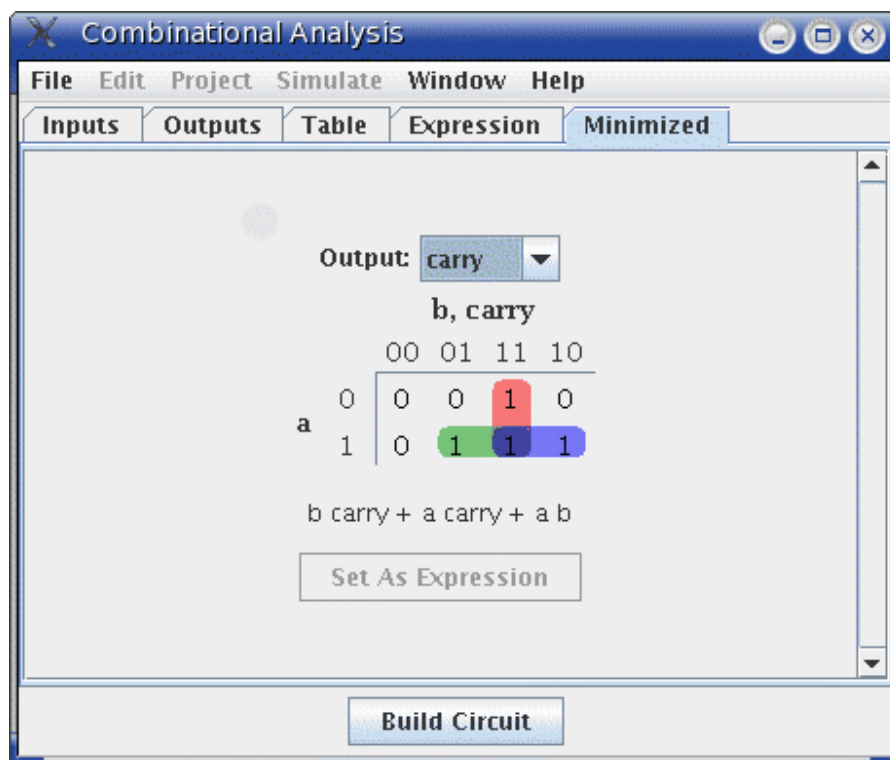 Combinational Analysis
File Edit Project Simulate Window Help
Inputs Outputs Table Expression Minimized
Output: carry
b, carry
00 01 11 10
0 0 0 1 0
a
1 0 1 1 1
b carry + a carry + a b
Set As Expression
Build Circuit